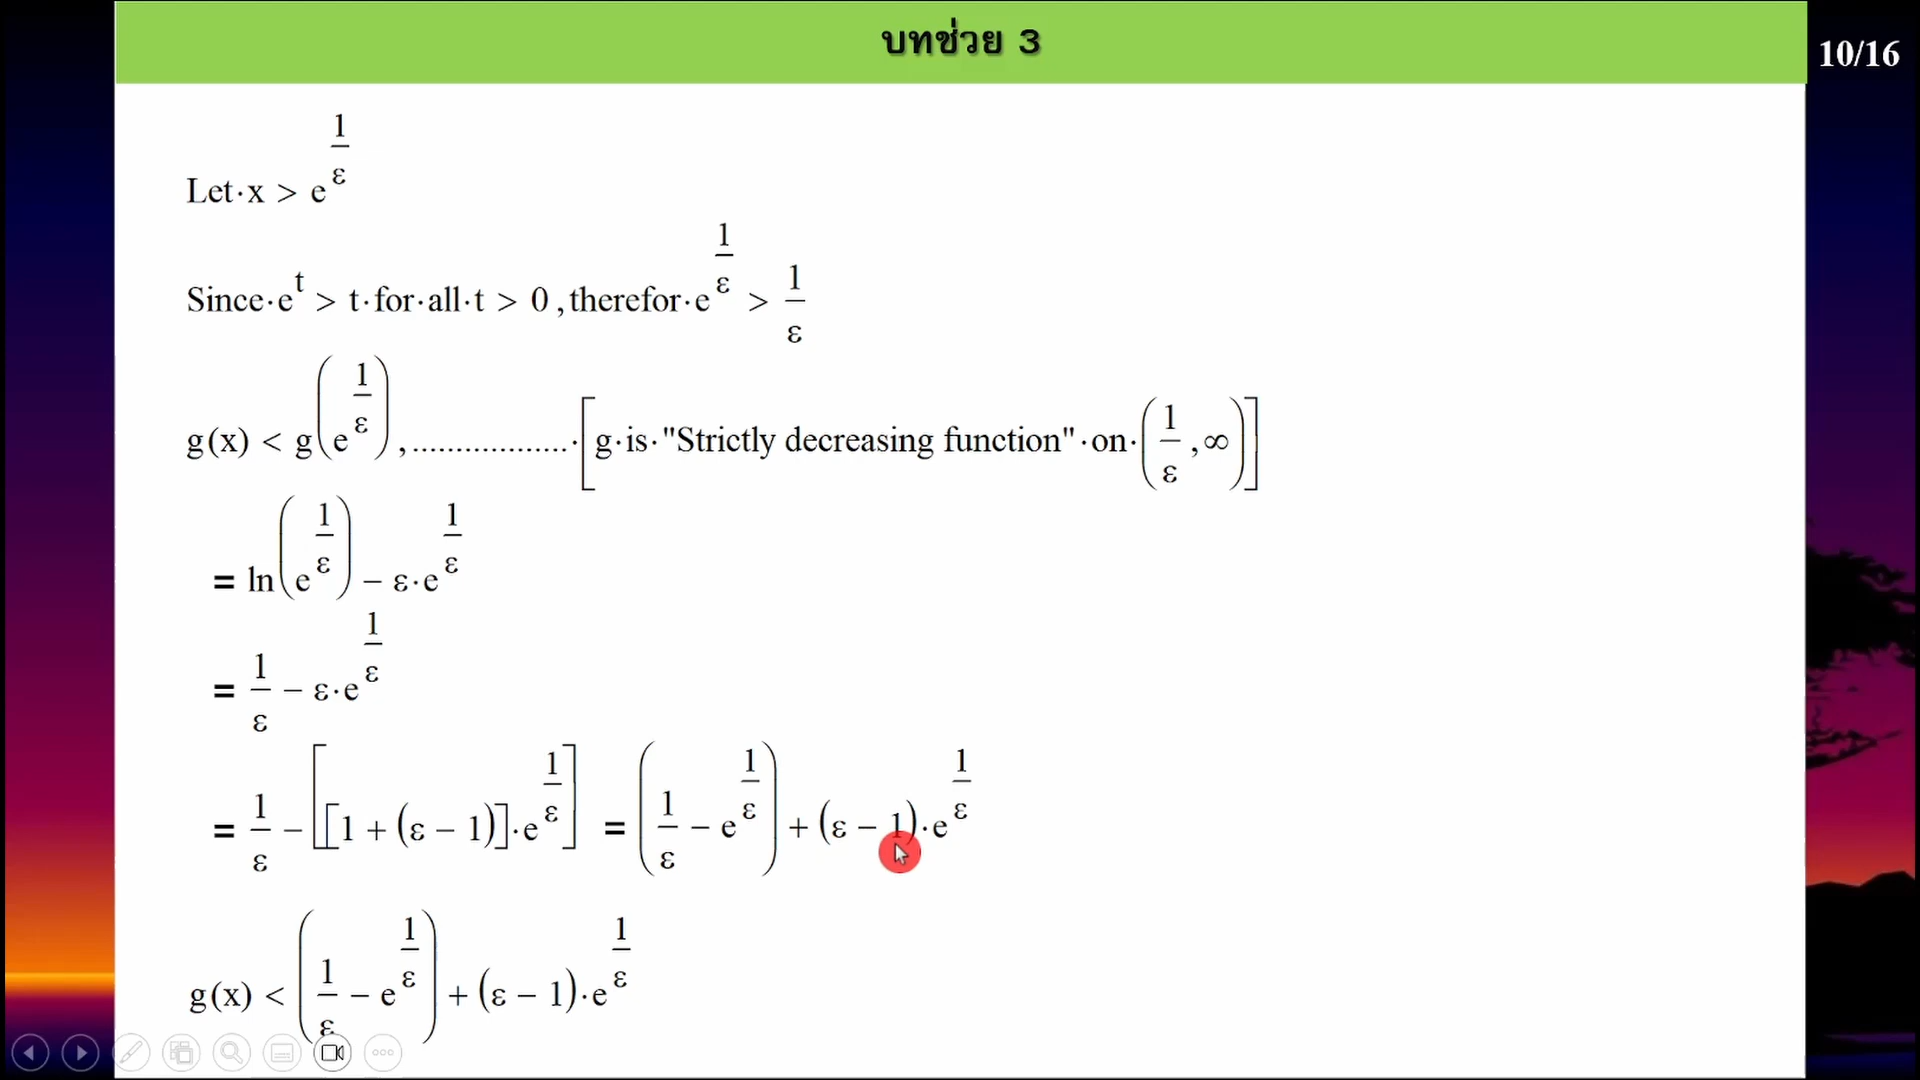 บทช่วย 3
10/16
Let·x > e^(1/ε)
Since·e^t > t·for·all·t > 0 ,therefor·e^(1/ε) > 1/ε
g(x) < g(e^(1/ε)) ,..................·[g·is·"Strictly decreasing function"·on·(1/ε ,∞)]
= ln(e^(1/ε)) − ε·e^(1/ε)
= 1/ε − ε·e^(1/ε)
= 1/ε − [[1 + (ε − 1)]·e^(1/ε)] = (1/ε − e^(1/ε)) + (ε − 1)·e^(1/ε)
g(x) < (1/ε − e^(1/ε)) + (ε − 1)·e^(1/ε)